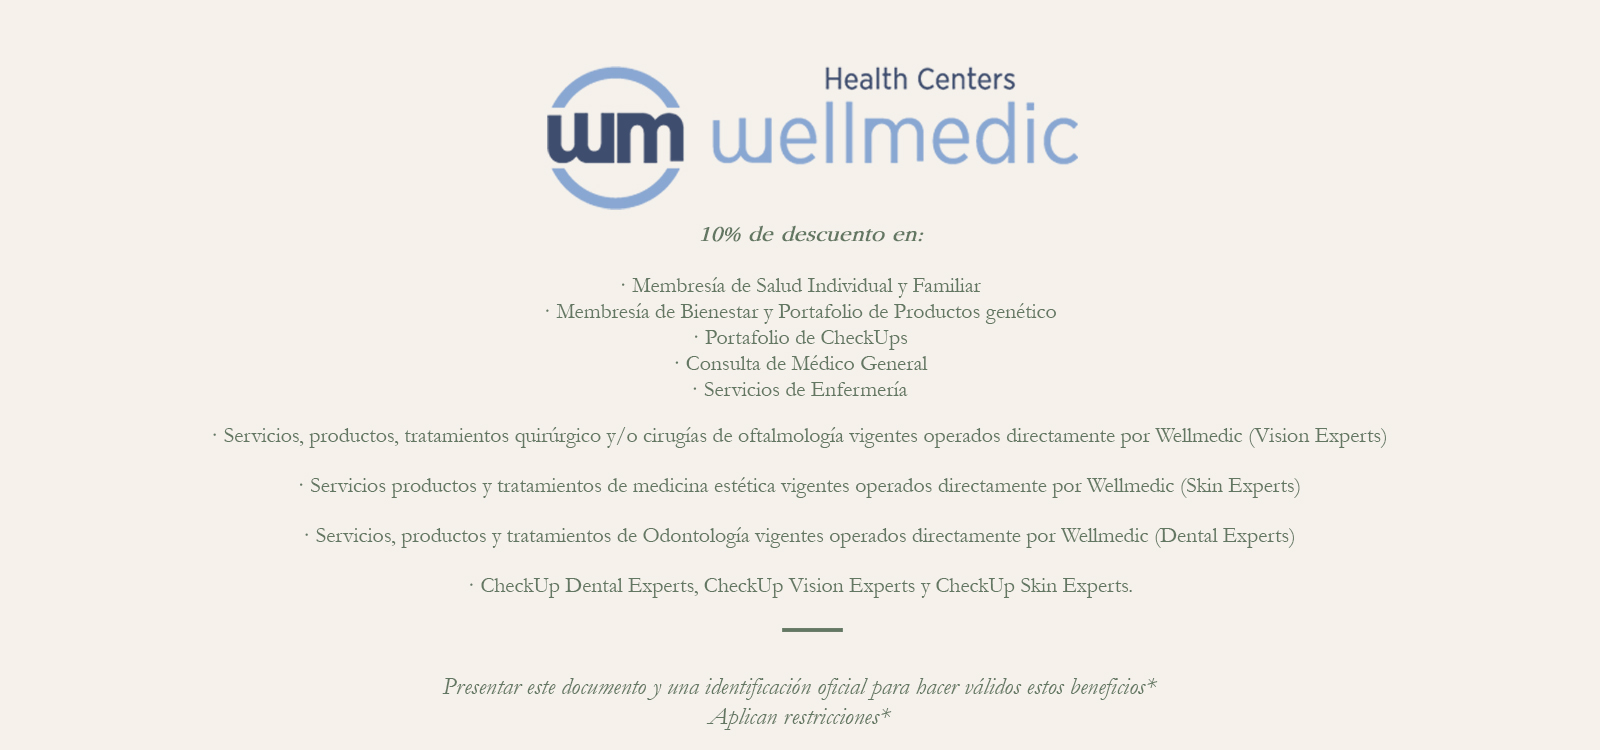 Health Centers
wm wellmedic
10% de descuento en:
· Membresía de Salud Individual y Familiar
· Membresía de Bienestar y Portafolio de Productos genético
· Portafolio de CheckUps
· Consulta de Médico General
· Servicios de Enfermería
· Servicios, productos, tratamientos quirúrgico y/o cirugías de oftalmología vigentes operados directamente por Wellmedic (Vision Experts)
· Servicios productos y tratamientos de medicina estética vigentes operados directamente por Wellmedic (Skin Experts)
· Servicios, productos y tratamientos de Odontología vigentes operados directamente por Wellmedic (Dental Experts)
· CheckUp Dental Experts, CheckUp Vision Experts y CheckUp Skin Experts.
Presentar este documento y una identificación oficial para hacer válidos estos beneficios*
Aplican restricciones*